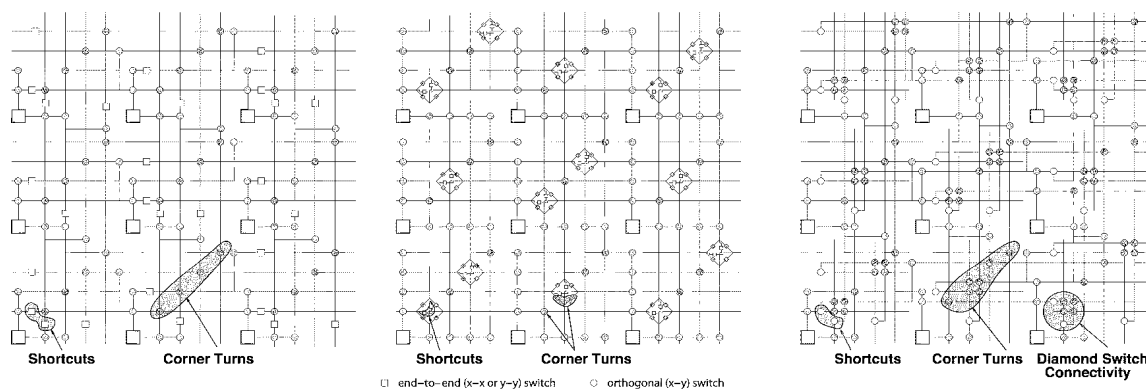 Shortcuts
Corner Turns
Shortcuts
Corner Turns
Shortcuts
Corner Turns
Diamond Switch
Connectivity
end-to-end (x-x or y-y) switch
orthogonal (x-y) switch